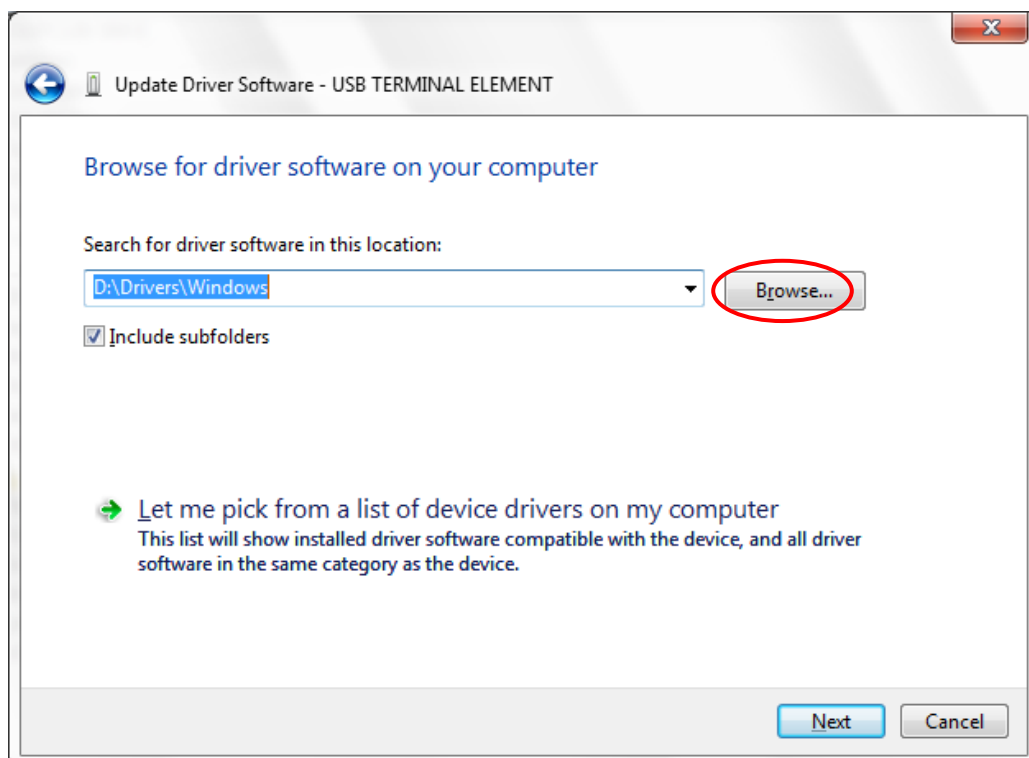 Update Driver Software - USB TERMINAL ELEMENT
Browse for driver software on your computer
Search for driver software in this location:
D:\Drivers\Windows
Browse...
Include subfolders
Let me pick from a list of device drivers on my computer
This list will show installed driver software compatible with the device, and all driver
software in the same category as the device.
Next
Cancel